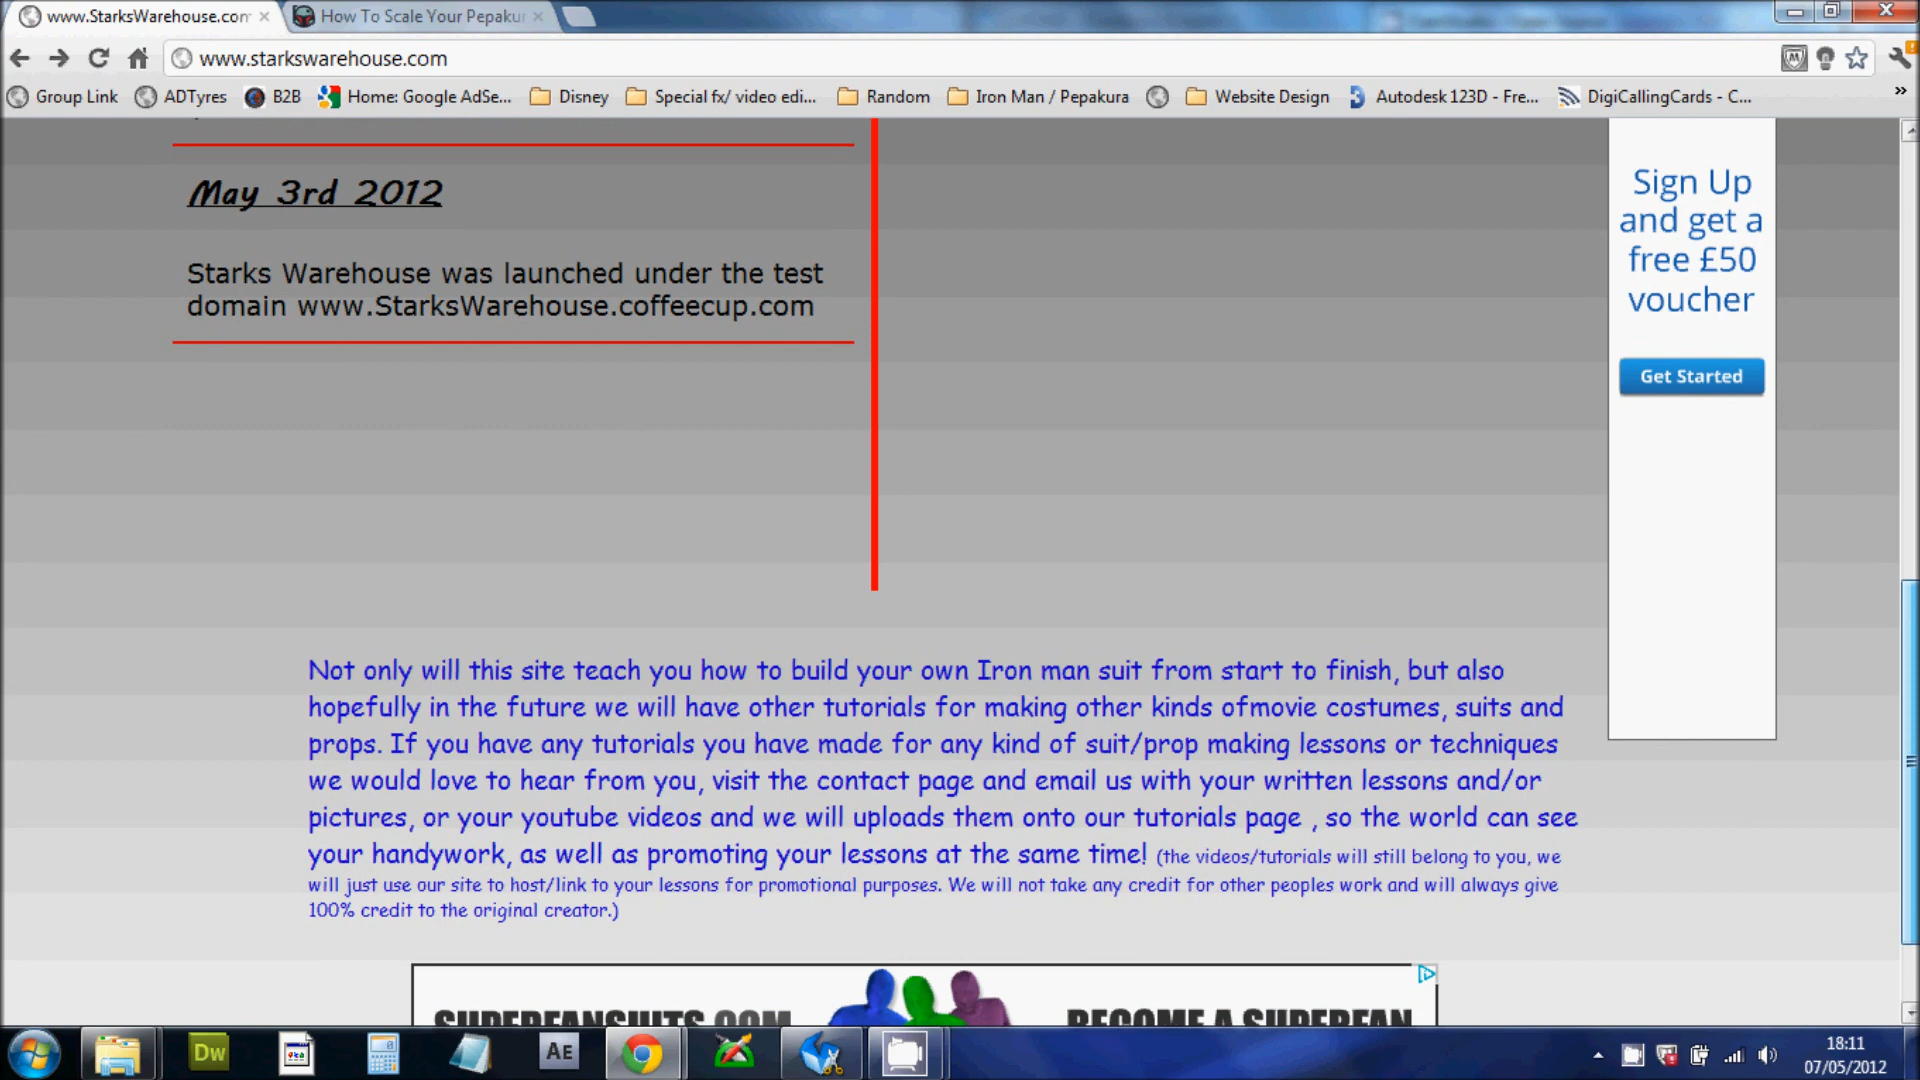 www.StarksWarehouse.com
How To Scale Your Pepakur
www.starkswarehouse.com
Group Link
ADTyres
B2B
Home: Google AdSe...
Disney
Special fx/ video edi...
Random
Iron Man / Pepakura
Website Design
Autodesk 123D - Fre...
DigiCallingCards - C...
»
May 3rd 2012
Starks Warehouse was launched under the test
domain www.StarksWarehouse.coffeecup.com
Sign Up
and get a
free £50
voucher
Get Started
Not only will this site teach you how to build your own Iron man suit from start to finish, but also
hopefully in the future we will have other tutorials for making other kinds ofmovie costumes, suits and
props. If you have any tutorials you have made for any kind of suit/prop making lessons or techniques
we would love to hear from you, visit the contact page and email us with your written lessons and/or
pictures, or your youtube videos and we will uploads them onto our tutorials page , so the world can see
your handywork, as well as promoting your lessons at the same time! (the videos/tutorials will still belong to you, we
will just use our site to host/link to your lessons for promotional purposes. We will not take any credit for other peoples work and will always give
100% credit to the original creator.)
SUPERFANSUITS.COM
BECOME A SUPERFAN
Dw
AE
18:11
07/05/2012